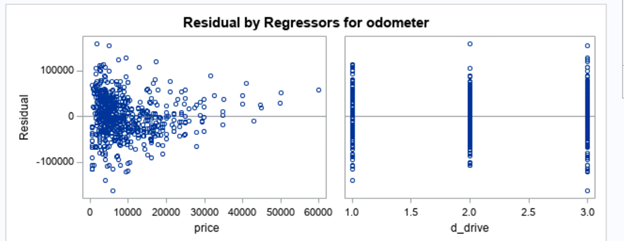 Residual by Regressors for odometer
Residual
100000
0
-100000
0 10000 20000 30000 40000 50000 60000
price
1.0 1.5 2.0 2.5 3.0
d_drive